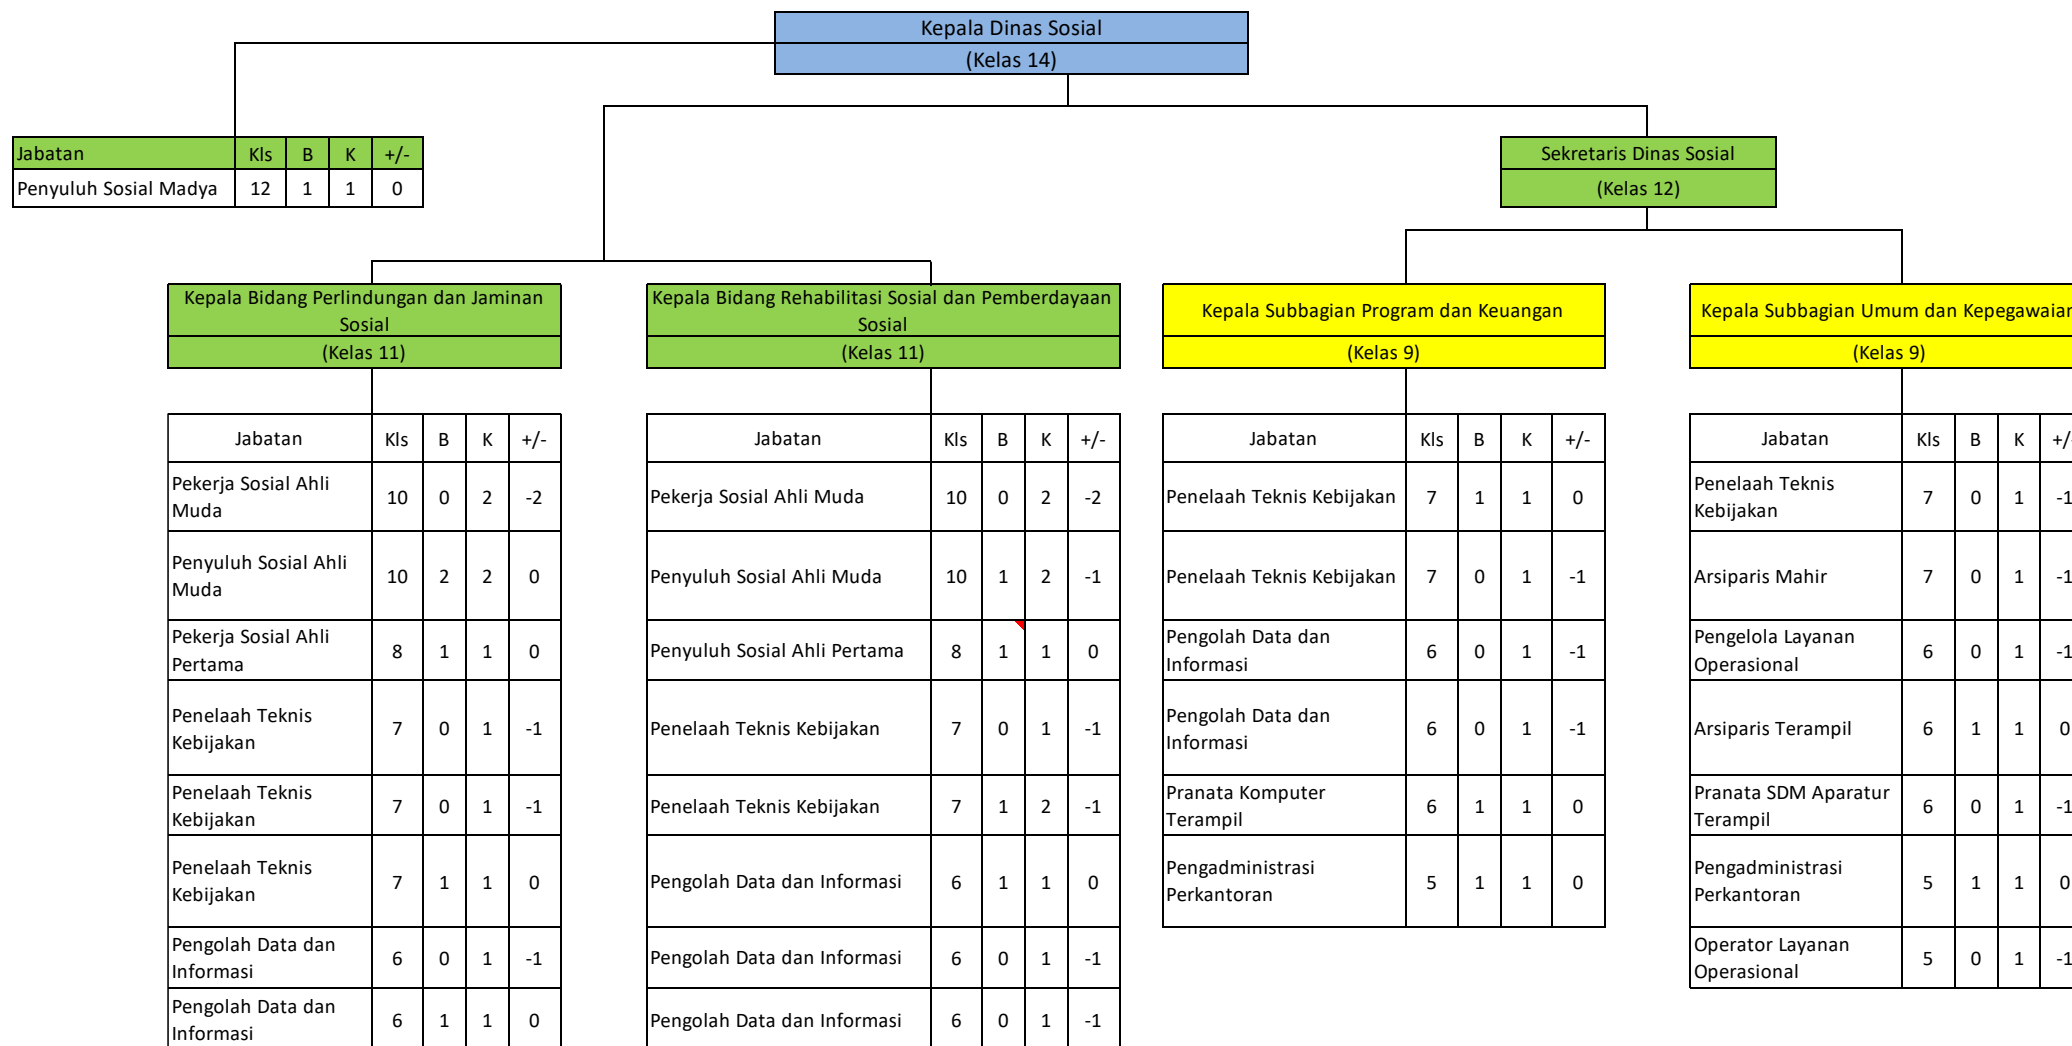 Kepala Dinas Sosial
(Kelas 14)
Jabatan Kls B K +/-
Penyuluh Sosial Madya 12 1 1 0
Sekretaris Dinas Sosial
(Kelas 12)
Kepala Bidang Perlindungan dan Jaminan
Sosial
(Kelas 11)
Jabatan Kls B K +/-
Pekerja Sosial Ahli
Muda 10 0 2 -2
Penyuluh Sosial Ahli
Muda 10 2 2 0
Pekerja Sosial Ahli
Pertama 8 1 1 0
Penelaah Teknis
Kebijakan 7 0 1 -1
Penelaah Teknis
Kebijakan 7 0 1 -1
Penelaah Teknis
Kebijakan 7 1 1 0
Pengolah Data dan
Informasi 6 0 1 -1
Pengolah Data dan
Informasi 6 1 1 0
Kepala Bidang Rehabilitasi Sosial dan Pemberdayaan
Sosial
(Kelas 11)
Jabatan Kls B K +/-
Pekerja Sosial Ahli Muda 10 0 2 -2
Penyuluh Sosial Ahli Muda 10 1 2 -1
Penyuluh Sosial Ahli Pertama 8 1 1 0
Penelaah Teknis Kebijakan 7 0 1 -1
Penelaah Teknis Kebijakan 7 1 2 -1
Pengolah Data dan Informasi 6 1 1 0
Pengolah Data dan Informasi 6 0 1 -1
Pengolah Data dan Informasi 6 0 1 -1
Kepala Subbagian Program dan Keuangan
(Kelas 9)
Jabatan Kls B K +/-
Penelaah Teknis Kebijakan 7 1 1 0
Penelaah Teknis Kebijakan 7 0 1 -1
Pengolah Data dan
Informasi 6 0 1 -1
Pengolah Data dan
Informasi 6 0 1 -1
Pranata Komputer
Terampil 6 1 1 0
Pengadministrasi
Perkantoran 5 1 1 0
Kepala Subbagian Umum dan Kepegawaian
(Kelas 9)
Jabatan Kls B K +/-
Penelaah Teknis
Kebijakan 7 0 1 -1
Arsiparis Mahir 7 0 1 -1
Pengelola Layanan
Operasional 6 0 1 -1
Arsiparis Terampil 6 1 1 0
Pranata SDM Aparatur
Terampil 6 0 1 -1
Pengadministrasi
Perkantoran 5 1 1 0
Operator Layanan
Operasional 5 0 1 -1